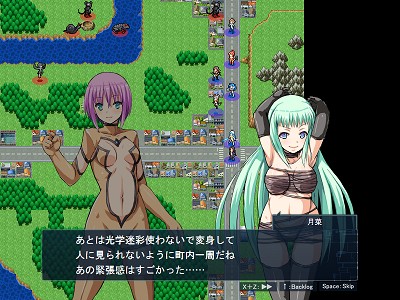 月菜
あとは光学迷彩使わないで変身して
人に見られないように町内一周だね
あの緊張感はすごかった……
X+Z: ▶▶ ↑:Backlog Space: Skip